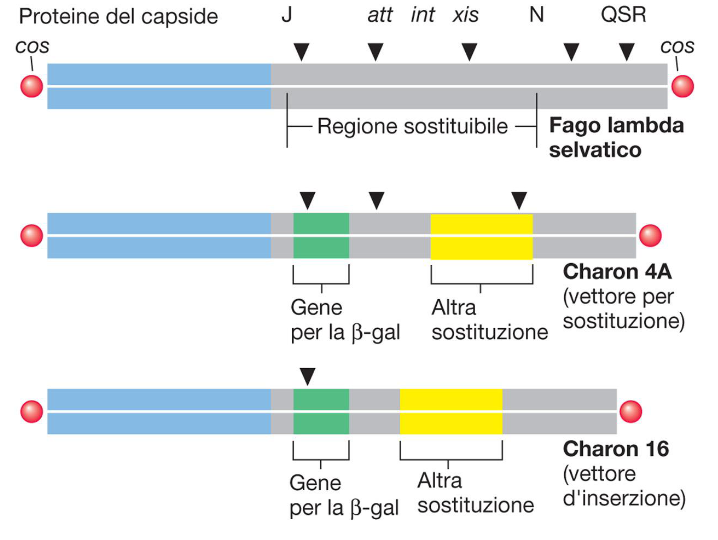 Proteine del capside J att int xis N QSR
cos cos
Regione sostituibile
Fago lambda
selvatico
Charon 4A
(vettore per
sostituzione)
Gene
per la β-gal
Altra
sostituzione
Charon 16
(vettore
d'inserzione)
Gene
per la β-gal
Altra
sostituzione